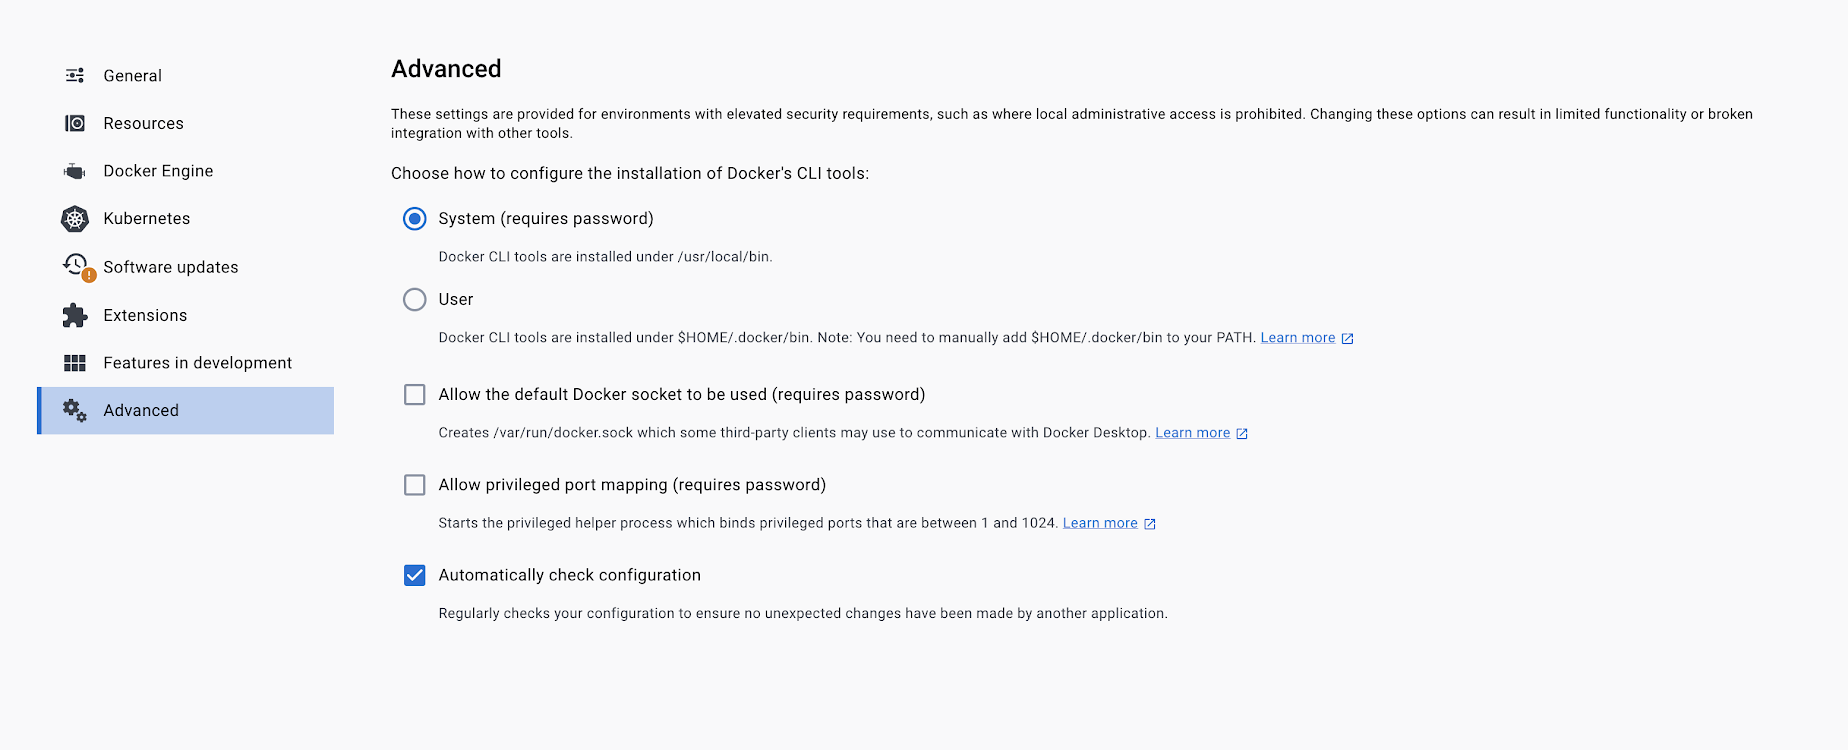 General
Resources
Docker Engine
Kubernetes
Software updates
Extensions
Features in development
Advanced
Advanced
These settings are provided for environments with elevated security requirements, such as where local administrative access is prohibited. Changing these options can result in limited functionality or broken
integration with other tools.
Choose how to configure the installation of Docker's CLI tools:
System (requires password)
Docker CLI tools are installed under /usr/local/bin.
User
Docker CLI tools are installed under $HOME/.docker/bin. Note: You need to manually add $HOME/.docker/bin to your PATH. Learn more
Allow the default Docker socket to be used (requires password)
Creates /var/run/docker.sock which some third-party clients may use to communicate with Docker Desktop. Learn more
Allow privileged port mapping (requires password)
Starts the privileged helper process which binds privileged ports that are between 1 and 1024. Learn more
Automatically check configuration
Regularly checks your configuration to ensure no unexpected changes have been made by another application.